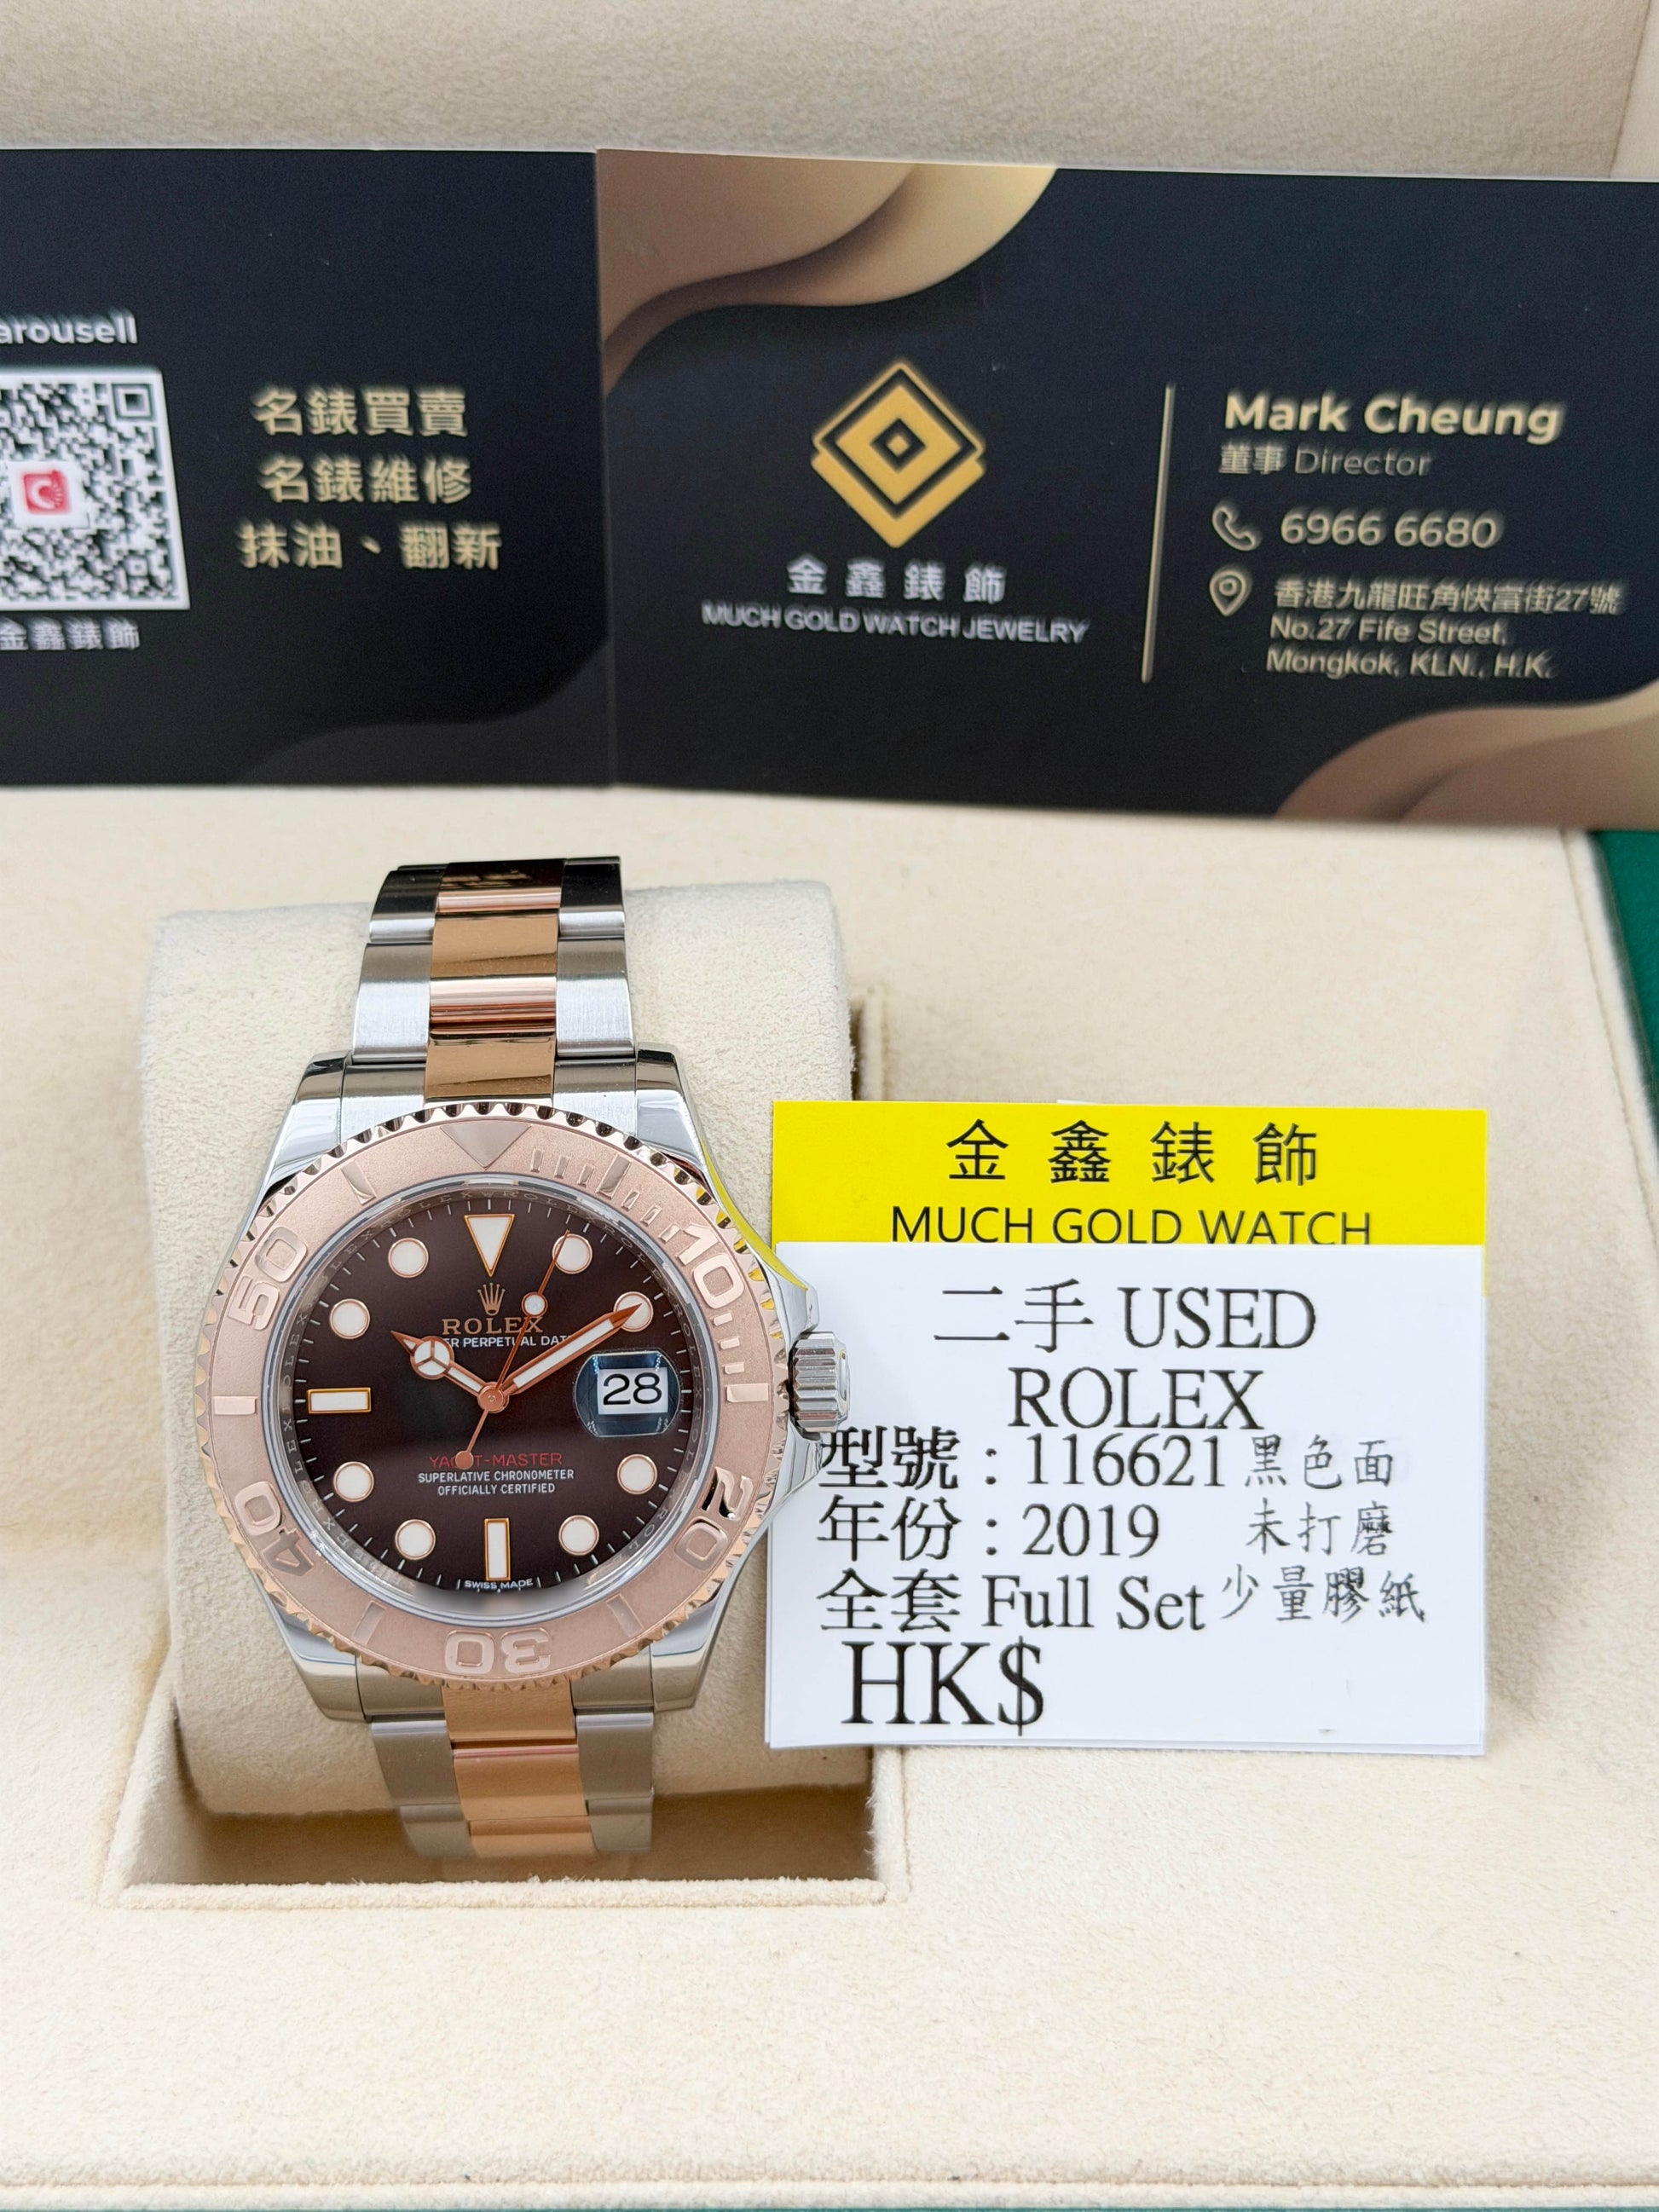 arousell
名錶買賣
名錶維修
抹油、翻新
金鑫錶飾
金鑫錶飾
MUCH GOLD WATCH JEWELRY
Mark Cheung
董事 Director
6966 6680
香港九龍旺角快富街27號
No.27 Fife Street,
Mongkok, KLN., H.K.
金鑫錶飾
MUCH GOLD WATCH
二手 USED
ROLEX
型號：116621 黑色面
年份：2019 未打磨
全套 Full Set 少量膠紙
HK$
10
20
30
40
50
ROLEX
ER PERPETUAL DAT
28
YACHT-MASTER
SUPERLATIVE CHRONOMETER
OFFICIALLY CERTIFIED
SWISS MADE